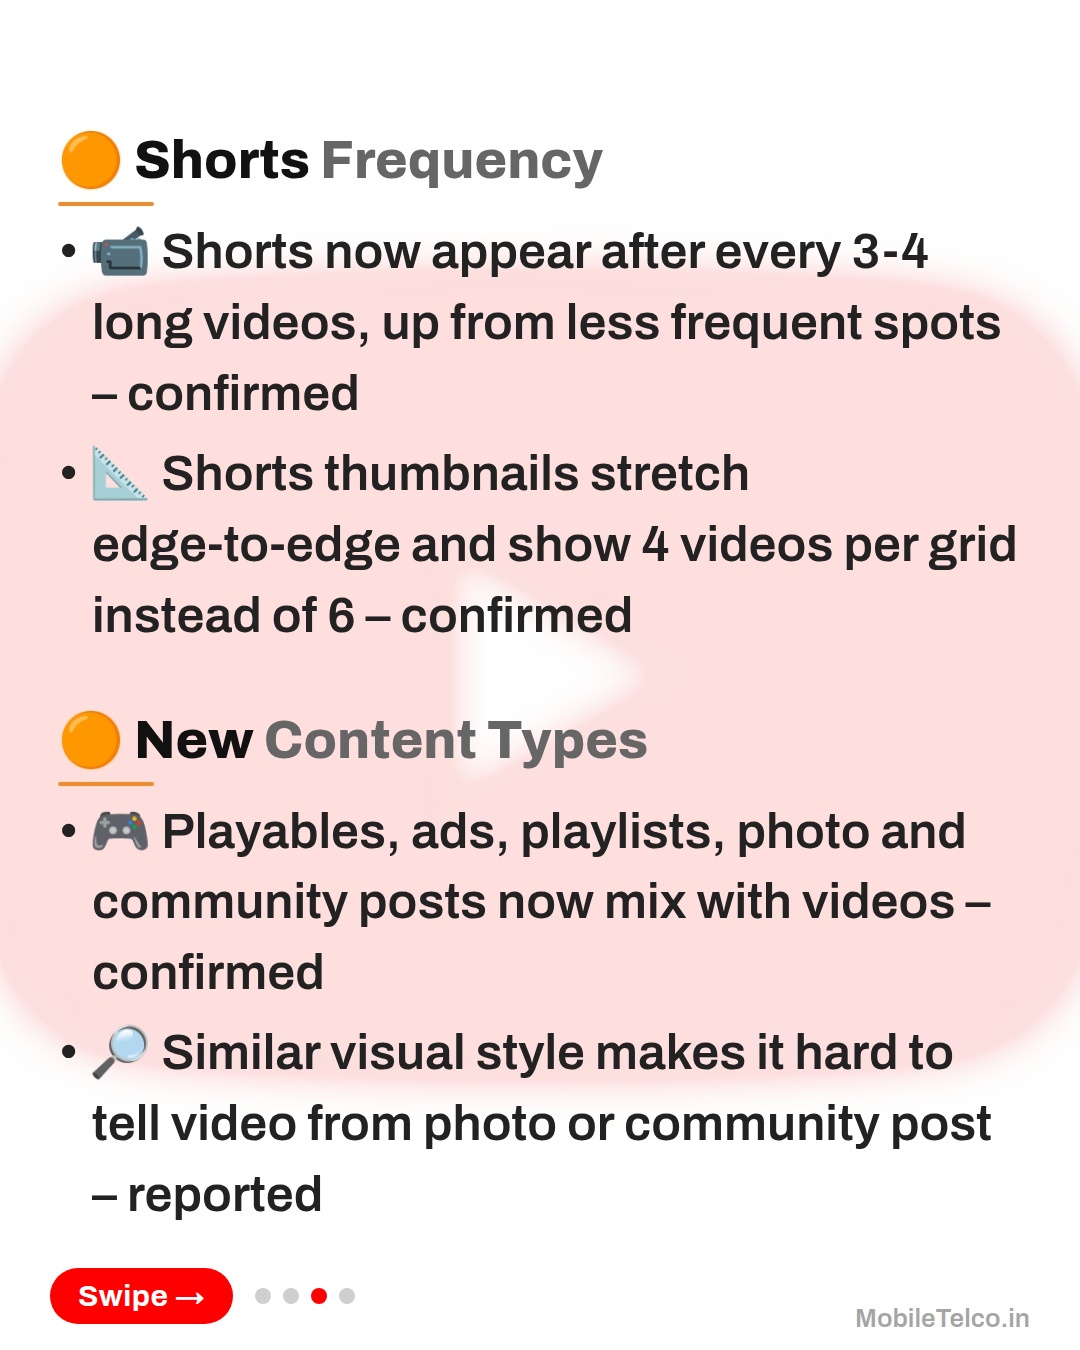 🟠 Shorts Frequency
• 📹 Shorts now appear after every 3-4
long videos, up from less frequent spots
– confirmed
• 📐 Shorts thumbnails stretch
edge-to-edge and show 4 videos per grid
instead of 6 – confirmed
🟠 New Content Types
• 🎮 Playables, ads, playlists, photo and
community posts now mix with videos –
confirmed
• 🔎 Similar visual style makes it hard to
tell video from photo or community post
– reported
Swipe →
MobileTelco.in